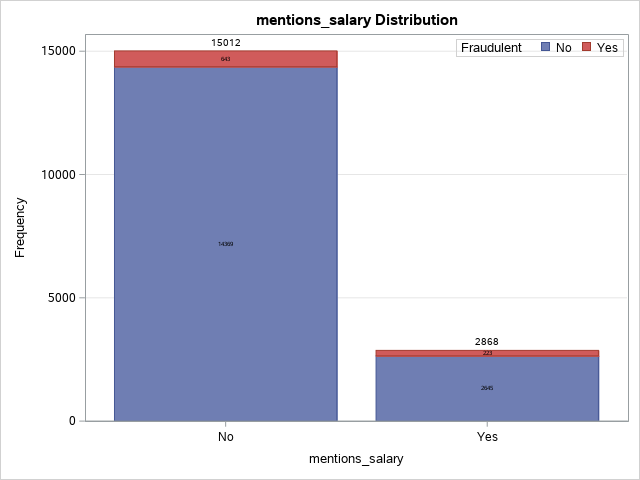 mentions_salary Distribution
15012
Fraudulent No Yes
15000
643
10000
Frequency
14369
5000
2868
223
2645
0
No Yes
mentions_salary